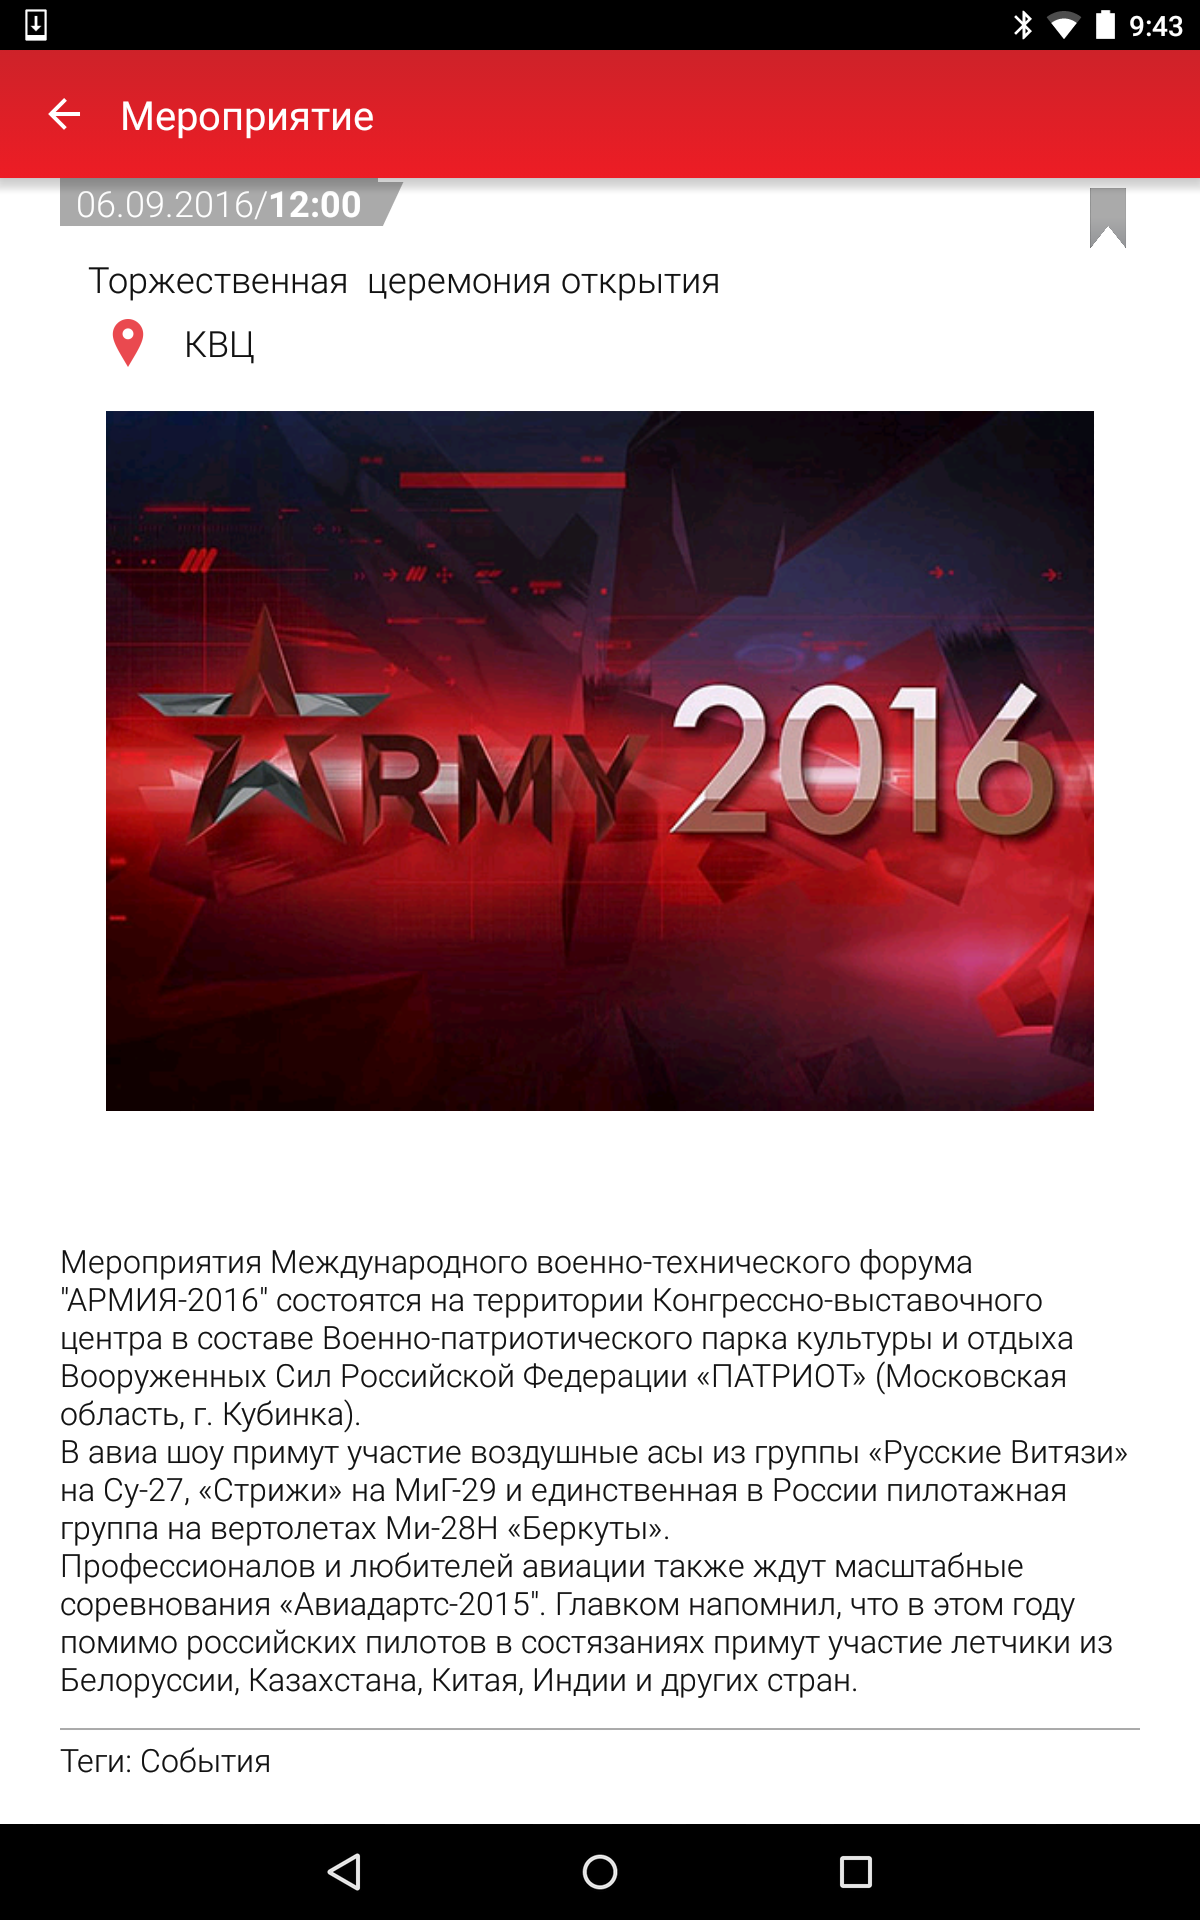 9:43
Мероприятие
06.09.2016/12:00
Торжественная  церемония открытия
КВЦ
ARMY 2016
Мероприятия Международного военно-технического форума
"АРМИЯ-2016" состоятся на территории Конгрессно-выставочного
центра в составе Военно-патриотического парка культуры и отдыха
Вооруженных Сил Российской Федерации «ПАТРИОТ» (Московская
область, г. Кубинка).
В авиа шоу примут участие воздушные асы из группы «Русские Витязи»
на Су-27, «Стрижи» на МиГ-29 и единственная в России пилотажная
группа на вертолетах Ми-28Н «Беркуты».
Профессионалов и любителей авиации также ждут масштабные
соревнования «Авиадартс-2015". Главком напомнил, что в этом году
помимо российских пилотов в состязаниях примут участие летчики из
Белоруссии, Казахстана, Китая, Индии и других стран.
Теги: События